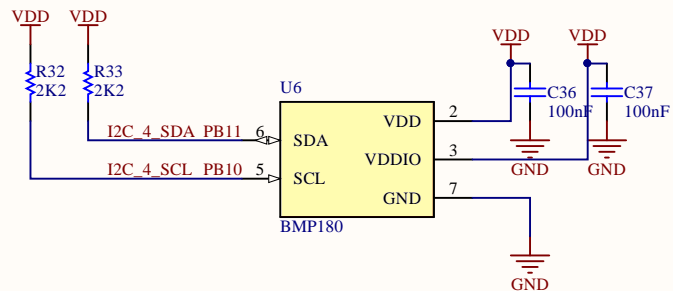 VDD VDD VDD VDD
R32 R33
2K2 2K2
U6
C36 C37
100nF 100nF
VDD 2
I2C_4_SDA PB11 6 SDA
VDDIO 3
GND GND
I2C_4_SCL PB10 5 SCL
GND 7
BMP180
GND